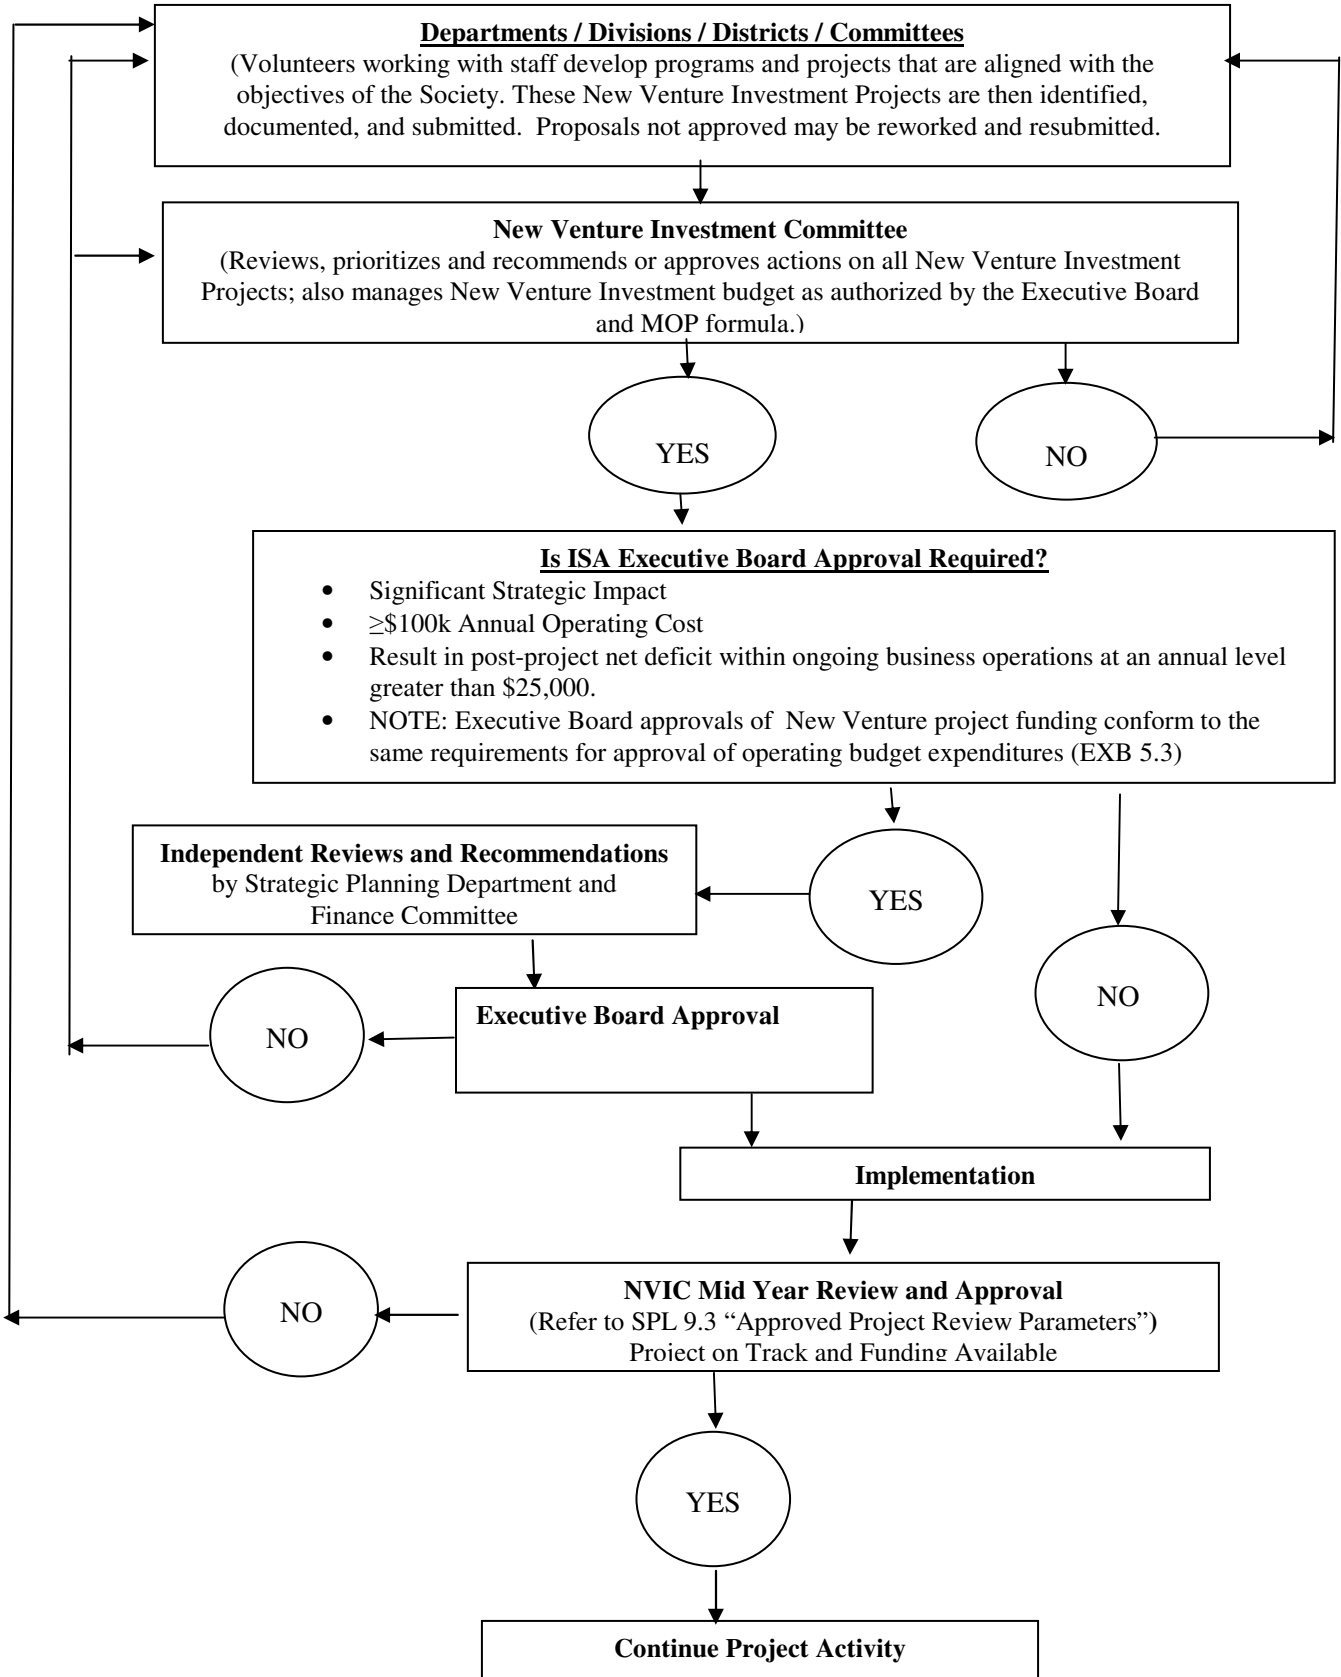 Departments / Divisions / Districts / Committees
(Volunteers working with staff develop programs and projects that are aligned with the
objectives of the Society. These New Venture Investment Projects are then identified,
documented, and submitted.  Proposals not approved may be reworked and resubmitted.
New Venture Investment Committee
(Reviews, prioritizes and recommends or approves actions on all New Venture Investment
Projects; also manages New Venture Investment budget as authorized by the Executive Board
and MOP formula.)
YES
NO
Is ISA Executive Board Approval Required?
• Significant Strategic Impact
• ≥$100k Annual Operating Cost
• Result in post-project net deficit within ongoing business operations at an annual level
greater than $25,000.
• NOTE: Executive Board approvals of  New Venture project funding conform to the
same requirements for approval of operating budget expenditures (EXB 5.3)
Independent Reviews and Recommendations
by Strategic Planning Department and
Finance Committee
YES
NO
Executive Board Approval
NO
Implementation
NVIC Mid Year Review and Approval
(Refer to SPL 9.3 “Approved Project Review Parameters”)
Project on Track and Funding Available
NO
YES
Continue Project Activity